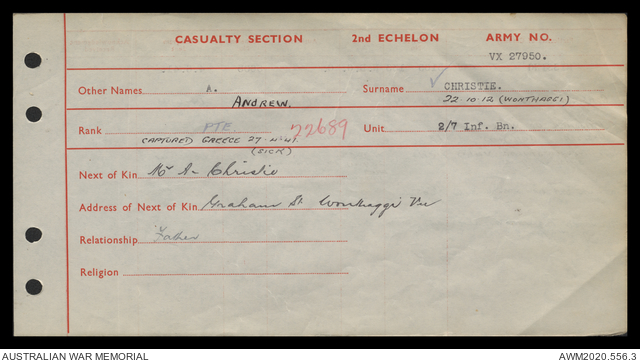 CASUALTY SECTION 2nd ECHELON ARMY NO.
VX 27950.
Other Names A. Surname CHRISTIE.
ANDREW. 22-10-12 (WONTHAGGI)
Rank PTE. 72689 Unit 2/7 Inf. Bn.
CAPTURED GREECE 27-4-41
(SICK)
Next of Kin Mr A. Christie
Address of Next of Kin Graham St Wonthaggi Vic
Relationship Father
Religion
AUSTRALIAN WAR MEMORIAL AWM2020.556.3